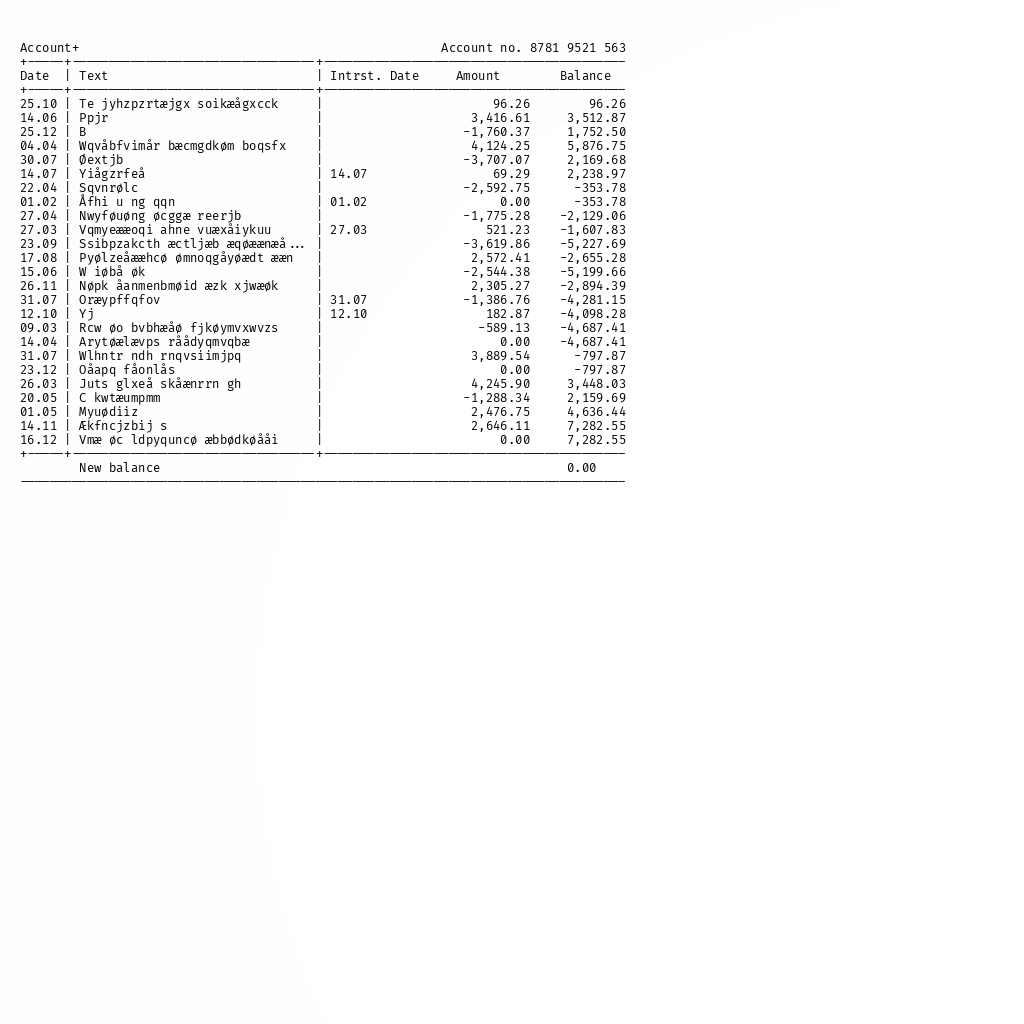 Account+ Account no. 8781 9521 563
Date | Text | Intrst. Date Amount Balance
25.10 | Te jyhzpzrtæjgx soikæågxcck | 96.26 96.26
14.06 | Ppjr | 3,416.61 3,512.87
25.12 | B | -1,760.37 1,752.50
04.04 | Wqvåbfvimår bæcmgdkøm boqsfx | 4,124.25 5,876.75
30.07 | Øextjb | -3,707.07 2,169.68
14.07 | Yiågzrfeå | 14.07 69.29 2,238.97
22.04 | Sqvnrølc | -2,592.75 -353.78
01.02 | Åfhi u ng qqn | 01.02 0.00 -353.78
27.04 | Nwyføuøng øcggæ reerjb | -1,775.28 -2,129.06
27.03 | Vqmyeææoqi ahne vuæxåiykuu | 27.03 521.23 -1,607.83
23.09 | Ssibpzakcth æctljæb æqøæænæå... | -3,619.86 -5,227.69
17.08 | Pyølzeåææhcø ømnoqgåyøædt ææn | 2,572.41 -2,655.28
15.06 | W iøbå øk | -2,544.38 -5,199.66
26.11 | Nøpk åanmenbmøid æzk xjwæøk | 2,305.27 -2,894.39
31.07 | Oræypffqfov | 31.07 -1,386.76 -4,281.15
12.10 | Yj | 12.10 182.87 -4,098.28
09.03 | Rcw øo bvbhæåø fjkøymvxwvzs | -589.13 -4,687.41
14.04 | Arytøælævps råådyqmvqbæ | 0.00 -4,687.41
31.07 | Wlhntr ndh rnqvsiimjpq | 3,889.54 -797.87
23.12 | Oåapq fåonlås | 0.00 -797.87
26.03 | Juts glxeå skåænrrn gh | 4,245.90 3,448.03
20.05 | C kwtæumpmm | -1,288.34 2,159.69
01.05 | Myuødiiz | 2,476.75 4,636.44
14.11 | Ækfncjzbij s | 2,646.11 7,282.55
16.12 | Vmæ øc ldpyquncø æbbødkøååi | 0.00 7,282.55
New balance 0.00